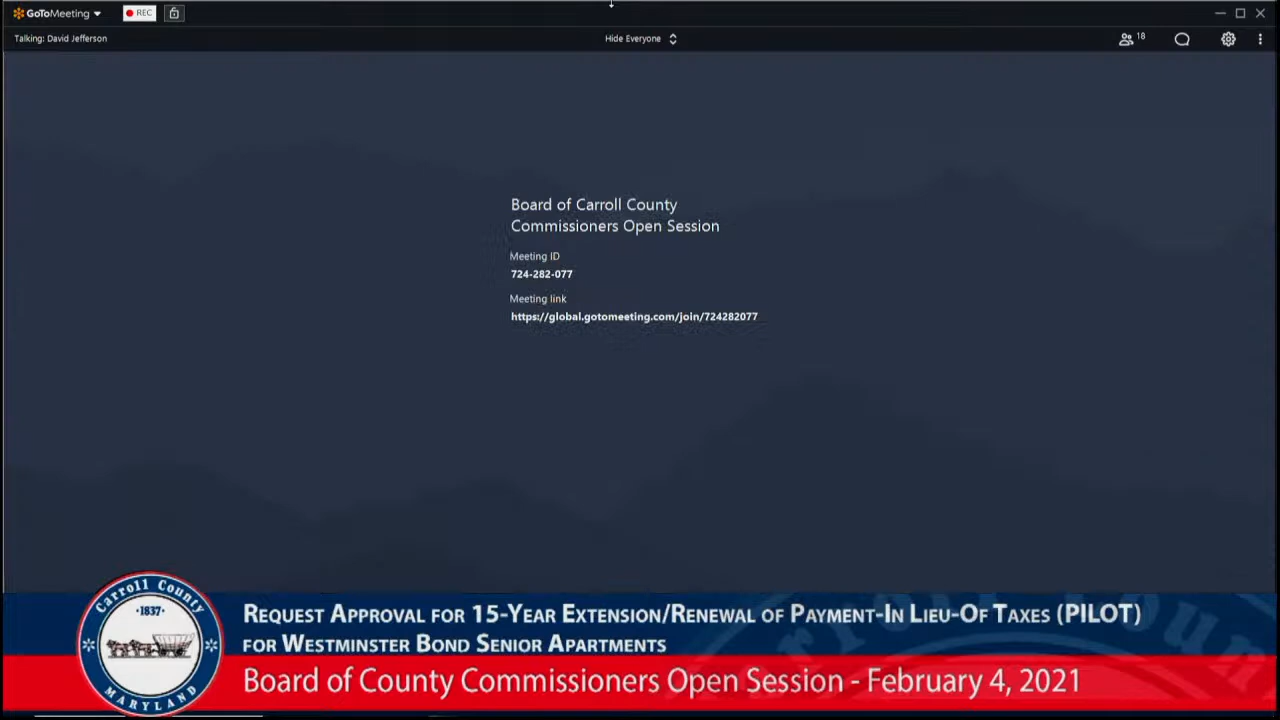 GoToMeeting
REC
Talking: David Jefferson
Hide Everyone
18
Board of Carroll County
Commissioners Open Session
Meeting ID
724-282-077
Meeting link
https://global.gotomeeting.com/join/724282077
Carroll County
·1837·
MARYLAND
REQUEST APPROVAL FOR 15-YEAR EXTENSION/RENEWAL OF PAYMENT-IN LIEU-OF TAXES (PILOT)
FOR WESTMINSTER BOND SENIOR APARTMENTS
Board of County Commissioners Open Session - February 4, 2021